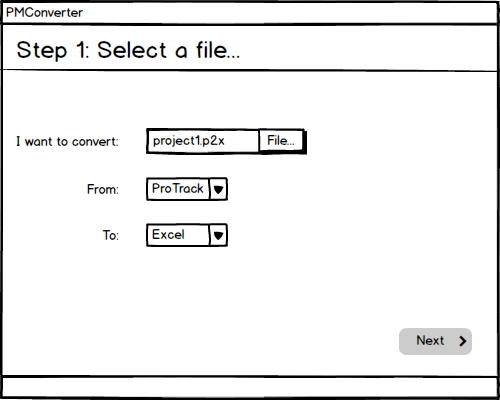 PMConverter
Step 1: Select a file...
I want to convert: project1.p2x File...
From: ProTrack
To: Excel
Next